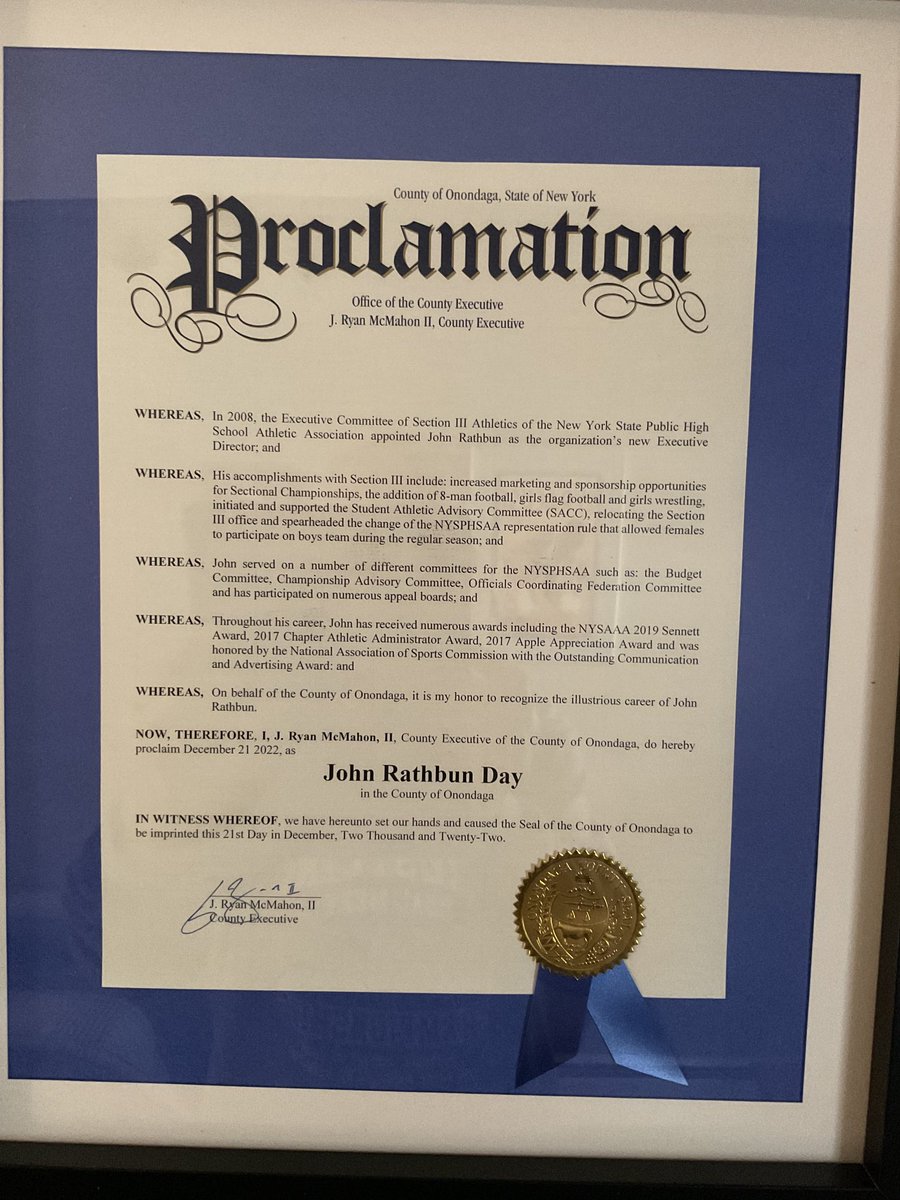 County of Onondaga, State of New York
Proclamation
Office of the County Executive
J. Ryan McMahon II, County Executive
WHEREAS, In 2008, the Executive Committee of Section III Athletics of the New York State Public High
School Athletic Association appointed John Rathbun as the organization's new Executive
Director; and
WHEREAS, His accomplishments with Section III include: increased marketing and sponsorship opportunities
for Sectional Championships, the addition of 8-man football, girls flag football and girls wrestling,
initiated and supported the Student Athletic Advisory Committee (SACC), relocating the Section
III office and spearheaded the change of the NYSPHSAA representation rule that allowed females
to participate on boys team during the regular season; and
WHEREAS, John served on a number of different committees for the NYSPHSAA such as: the Budget
Committee, Championship Advisory Committee, Officials Coordinating Federation Committee
and has participated on numerous appeal boards; and
WHEREAS, Throughout his career, John has received numerous awards including the NYSAAA 2019 Sennett
Award, 2017 Chapter Athletic Administrator Award, 2017 Apple Appreciation Award and was
honored by the National Association of Sports Commission with the Outstanding Communication
and Advertising Award: and
WHEREAS, On behalf of the County of Onondaga, it is my honor to recognize the illustrious career of John
Rathbun.
NOW, THEREFORE, I, J. Ryan McMahon, II, County Executive of the County of Onondaga, do hereby
proclaim December 21 2022, as
John Rathbun Day
in the County of Onondaga
IN WITNESS WHEREOF, we have hereunto set our hands and caused the Seal of the County of Onondaga to
be imprinted this 21st Day in December, Two Thousand and Twenty-Two.
J. Ryan McMahon, II
County Executive